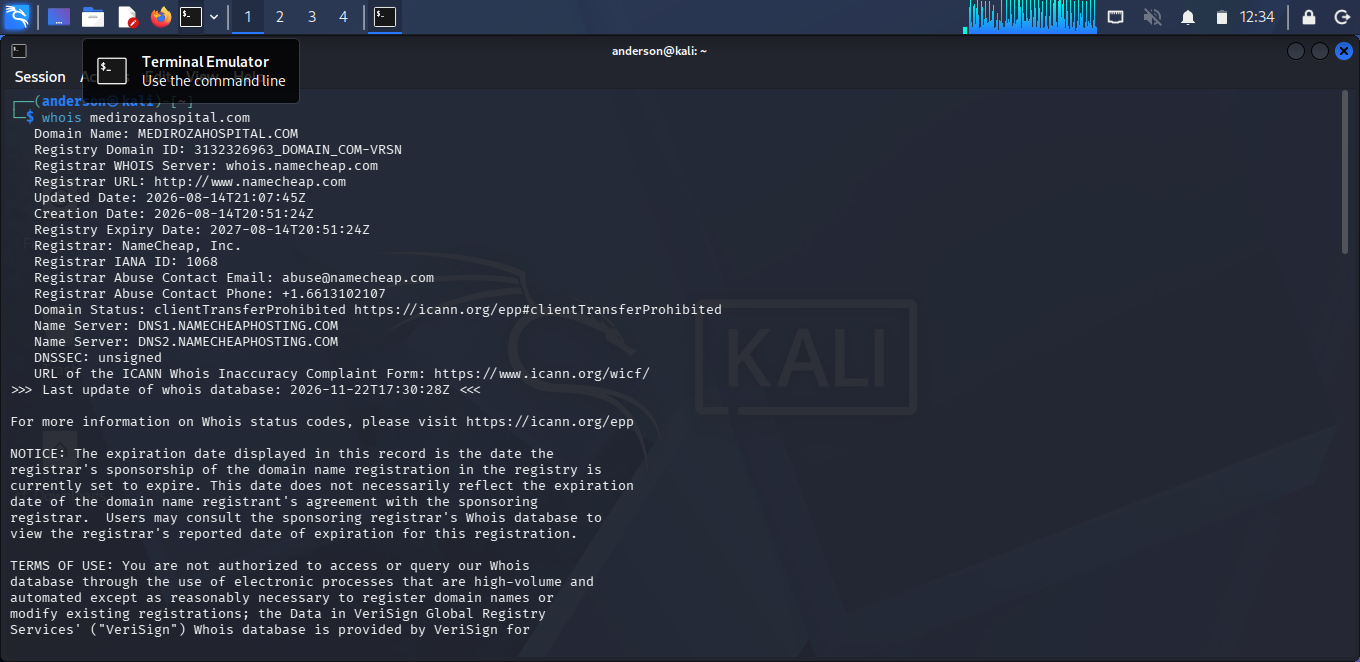 1 2 3 4 12:34
anderson@kali: ~
Terminal Emulator
Use the command line
Session
(anderson㉿kali)-[~]
$ whois medirozahospital.com
Domain Name: MEDIROZAHOSPITAL.COM
Registry Domain ID: 3132326963_DOMAIN_COM-VRSN
Registrar WHOIS Server: whois.namecheap.com
Registrar URL: http://www.namecheap.com
Updated Date: 2026-08-14T21:07:45Z
Creation Date: 2026-08-14T20:51:24Z
Registry Expiry Date: 2027-08-14T20:51:24Z
Registrar: NameCheap, Inc.
Registrar IANA ID: 1068
Registrar Abuse Contact Email: abuse@namecheap.com
Registrar Abuse Contact Phone: +1.6613102107
Domain Status: clientTransferProhibited https://icann.org/epp#clientTransferProhibited
Name Server: DNS1.NAMECHEAPHOSTING.COM
Name Server: DNS2.NAMECHEAPHOSTING.COM
DNSSEC: unsigned
URL of the ICANN Whois Inaccuracy Complaint Form: https://www.icann.org/wicf/
>>> Last update of whois database: 2026-11-22T17:30:28Z <<<
KALI
For more information on Whois status codes, please visit https://icann.org/epp
NOTICE: The expiration date displayed in this record is the date the
registrar's sponsorship of the domain name registration in the registry is
currently set to expire. This date does not necessarily reflect the expiration
date of the domain name registrant's agreement with the sponsoring
registrar.  Users may consult the sponsoring registrar's Whois database to
view the registrar's reported date of expiration for this registration.
TERMS OF USE: You are not authorized to access or query our Whois
database through the use of electronic processes that are high-volume and
automated except as reasonably necessary to register domain names or
modify existing registrations; the Data in VeriSign Global Registry
Services' ("VeriSign") Whois database is provided by VeriSign for